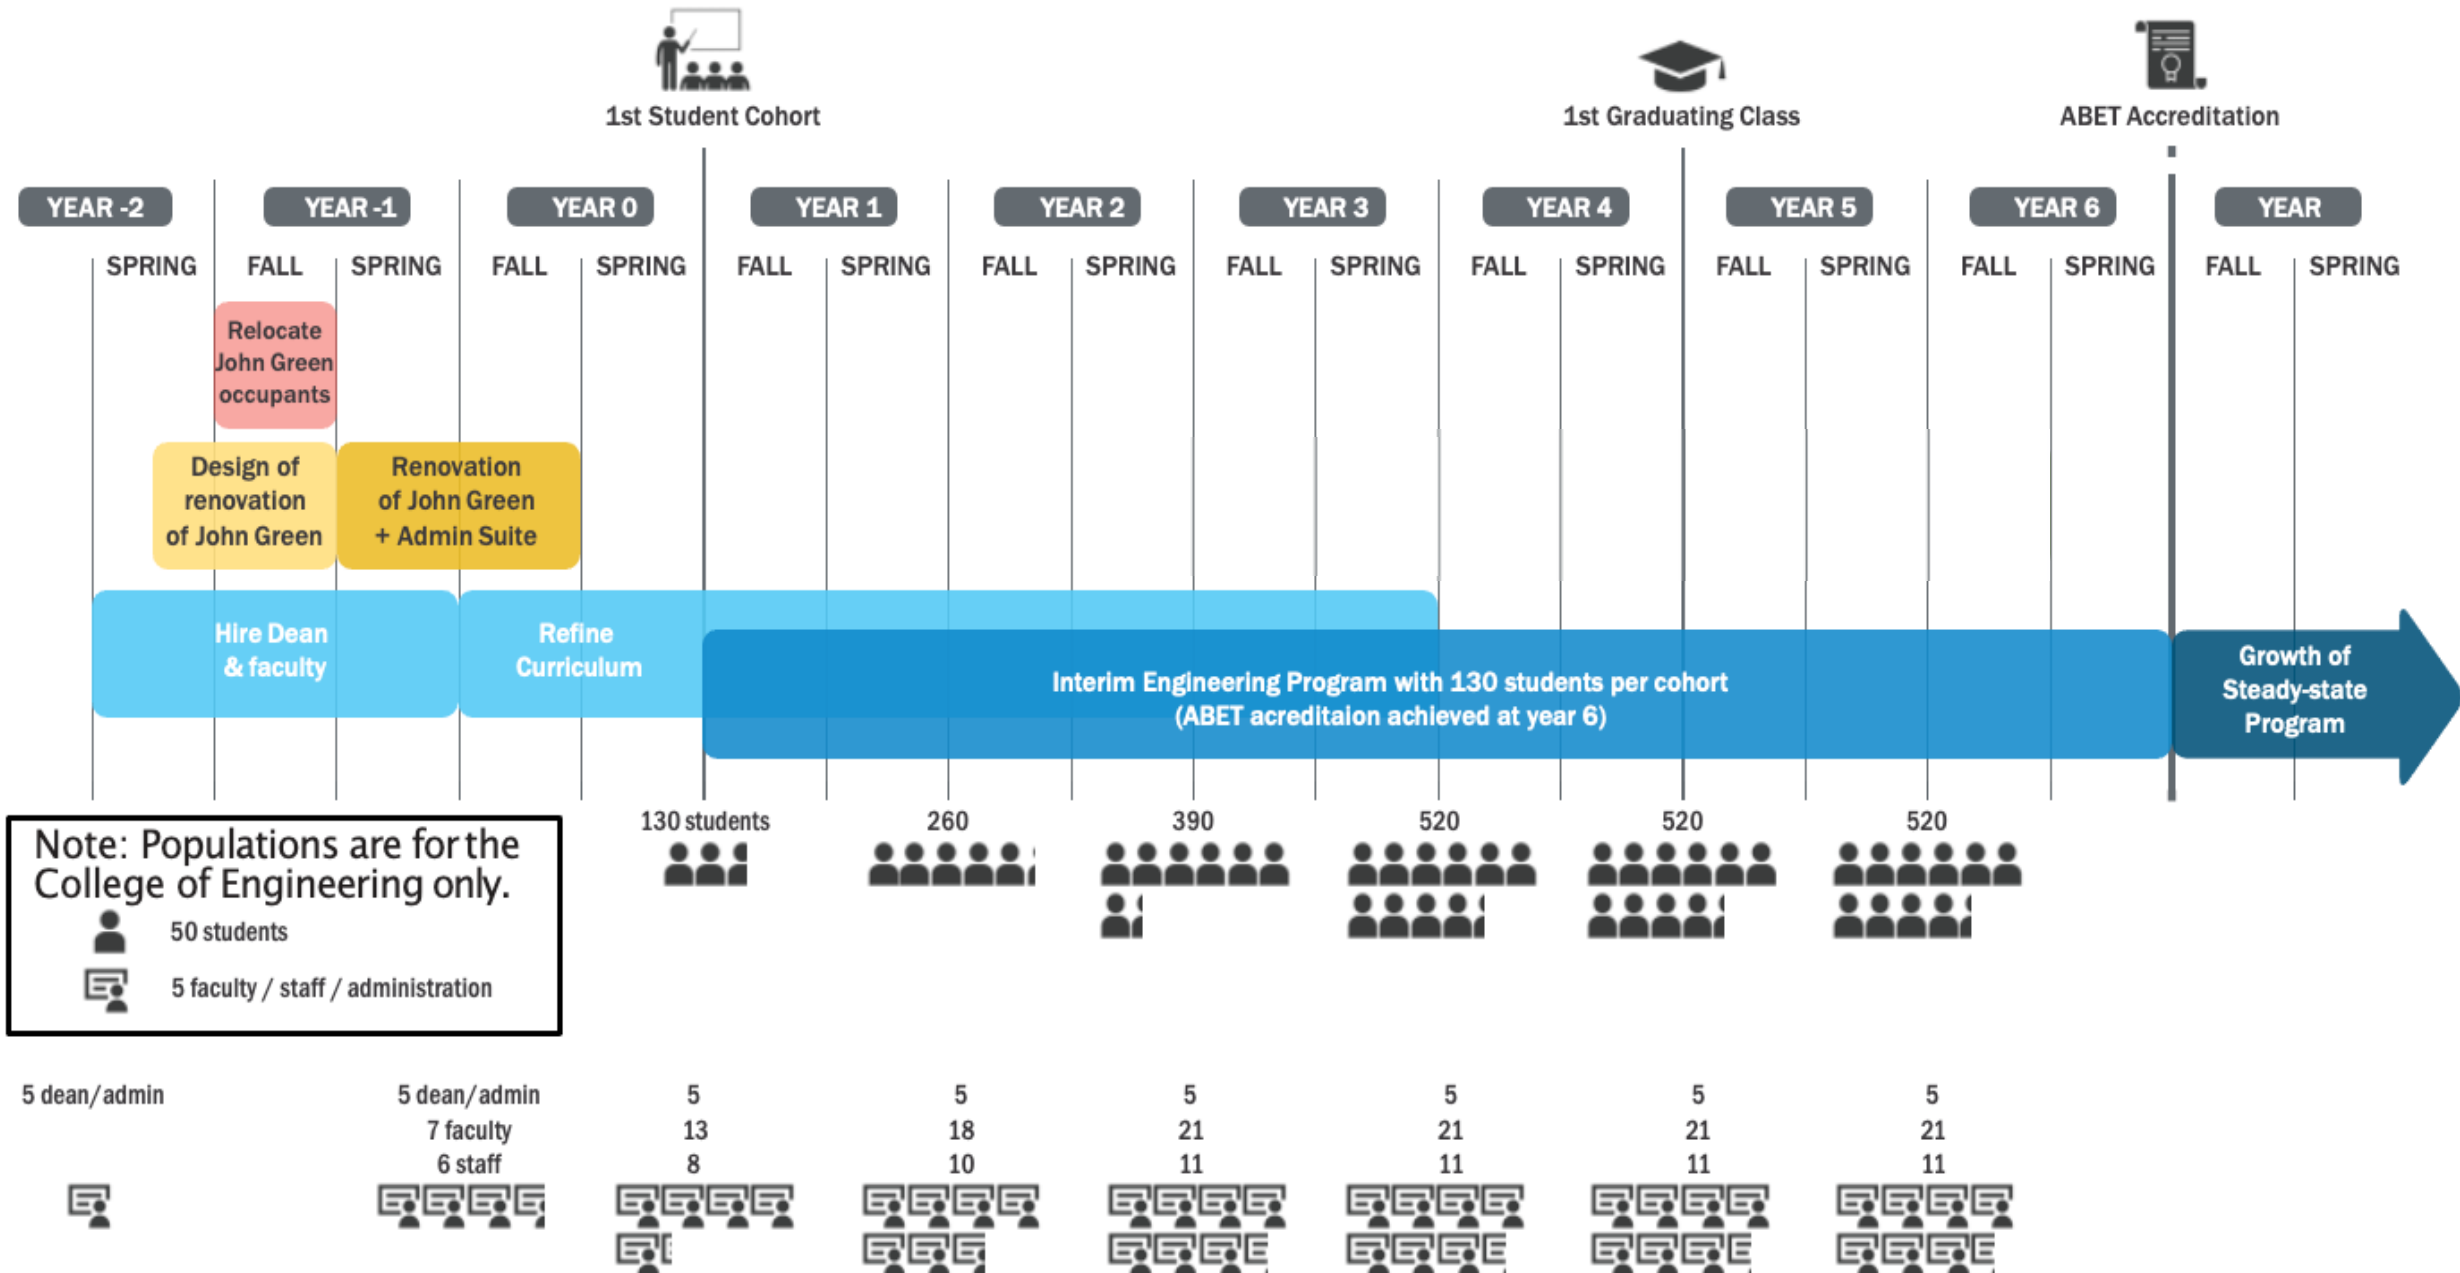 1st Student Cohort
1st Graduating Class
ABET Accreditation
YEAR -2
YEAR -1
YEAR 0
YEAR 1
YEAR 2
YEAR 3
YEAR 4
YEAR 5
YEAR 6
YEAR
SPRING
FALL
SPRING
FALL
SPRING
FALL
SPRING
FALL
SPRING
FALL
SPRING
FALL
SPRING
FALL
SPRING
FALL
SPRING
FALL
SPRING
Relocate
John Green
occupants
Design of
renovation
of John Green
Renovation
of John Green
+ Admin Suite
Hire Dean
& faculty
Refine
Curriculum
Interim Engineering Program with 130 students per cohort
(ABET acreditaion achieved at year 6)
Growth of
Steady-state
Program
130 students
260
390
520
520
520
Note: Populations are for the
College of Engineering only.
50 students
5 faculty / staff / administration
5 dean/admin
5 dean/admin
7 faculty
6 staff
5
13
8
5
18
10
5
21
11
5
21
11
5
21
11
5
21
11